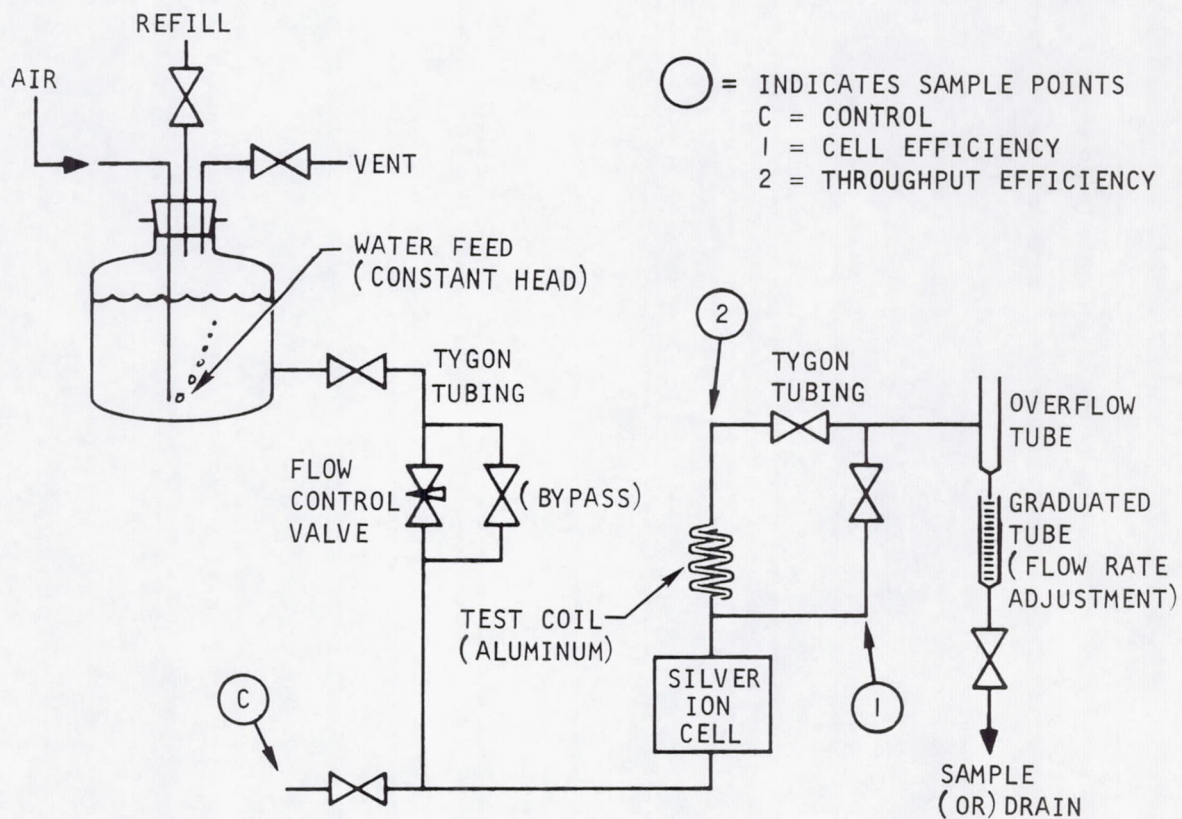 REFILL
AIR
VENT
= INDICATES SAMPLE POINTS
C = CONTROL
1 = CELL EFFICIENCY
2 = THROUGHPUT EFFICIENCY
WATER FEED
(CONSTANT HEAD)
2
TYGON
TUBING
TYGON
TUBING
OVERFLOW
TUBE
FLOW
CONTROL
VALVE
(BYPASS)
GRADUATED
TUBE
(FLOW RATE
ADJUSTMENT)
TEST COIL
(ALUMINUM)
SILVER
ION
CELL
C
1
SAMPLE
(OR) DRAIN